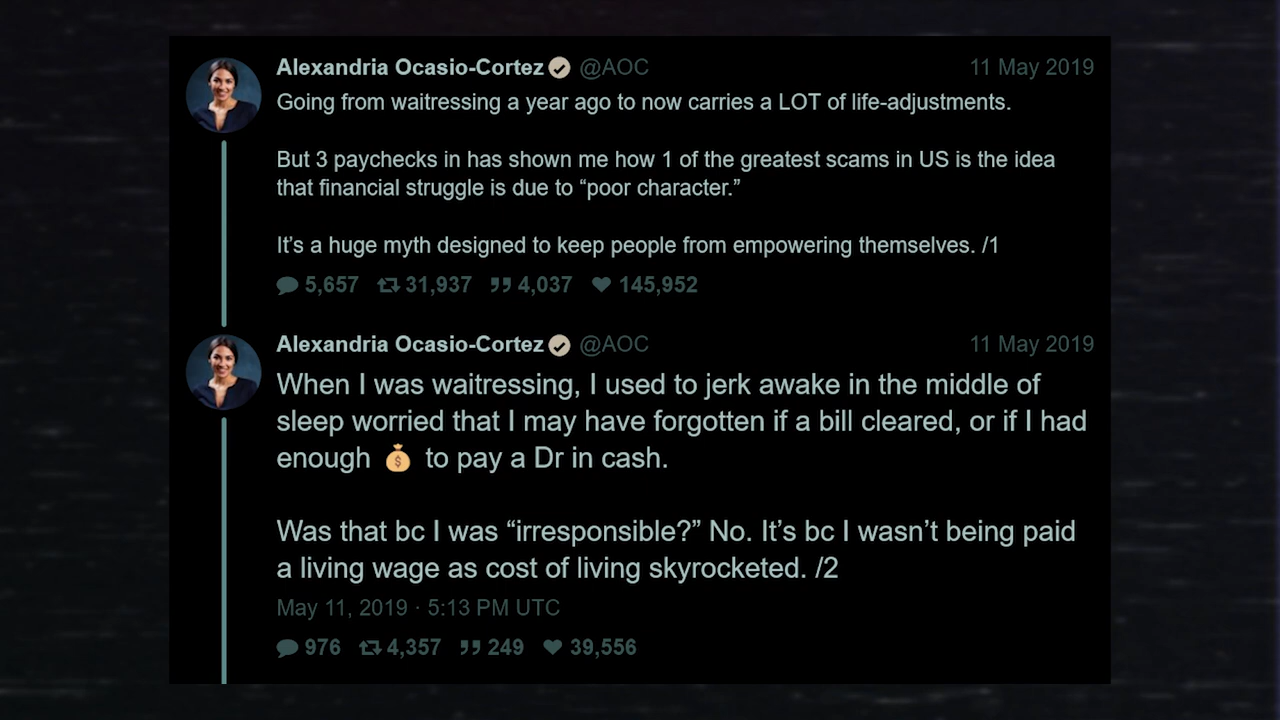 Alexandria Ocasio-Cortez @AOC 11 May 2019
Going from waitressing a year ago to now carries a LOT of life-adjustments.
But 3 paychecks in has shown me how 1 of the greatest scams in US is the idea
that financial struggle is due to “poor character.”
It’s a huge myth designed to keep people from empowering themselves. /1
5,657 31,937 4,037 145,952
Alexandria Ocasio-Cortez @AOC 11 May 2019
When I was waitressing, I used to jerk awake in the middle of
sleep worried that I may have forgotten if a bill cleared, or if I had
enough 💰 to pay a Dr in cash.
Was that bc I was “irresponsible?” No. It’s bc I wasn’t being paid
a living wage as cost of living skyrocketed. /2
May 11, 2019 · 5:13 PM UTC
976 4,357 249 39,556